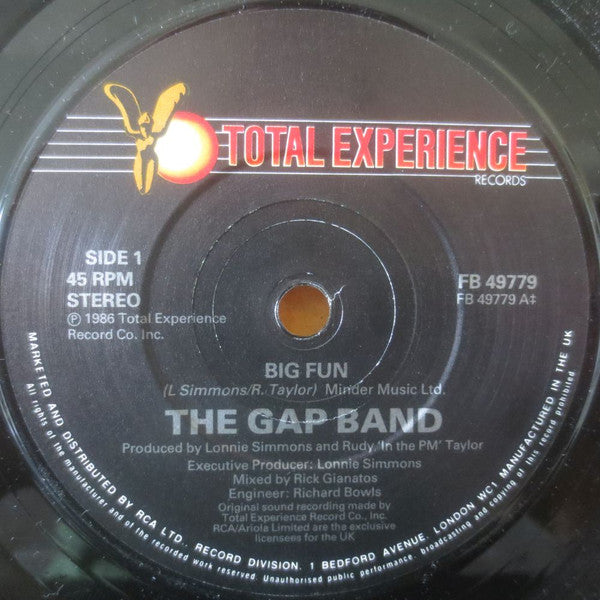 TOTAL EXPERIENCE
RECORDS
SIDE 1
45 RPM
STEREO
℗ 1986 Total Experience
Record Co. Inc.
FB 49779
FB 49779 A‡
BIG FUN
(L Simmons/R. Taylor) Minder Music Ltd.
THE GAP BAND
Produced by Lonnie Simmons and Rudy 'In the PM' Taylor
Executive Producer: Lonnie Simmons
Mixed by Rick Gianatos
Engineer: Richard Bowls
Original sound recording made by
Total Experience Record Co., Inc.
RCA/Ariola Limited are the exclusive
licensees for the UK
MARKETED AND DISTRIBUTED BY RCA LTD., RECORD DIVISION, 1 BEDFORD AVENUE, LONDON WC1 MANUFACTURED IN THE UK
All rights of the manufacturer and of the owner of the recorded work reserved. Unauthorised public performance, broadcasting and copying of this record prohibited